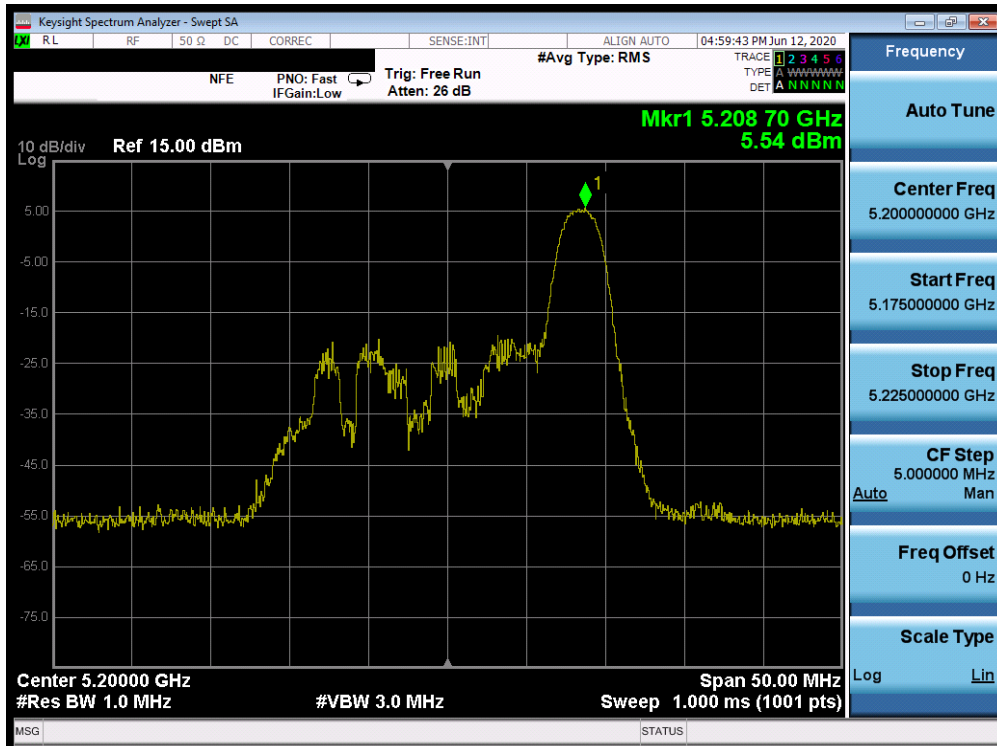 Keysight Spectrum Analyzer - Swept SA
LXI RL RF 50 Ω DC CORREC SENSE:INT ALIGN AUTO 04:59:43 PM Jun 12, 2020
#Avg Type: RMS
TRACE 1 2 3 4 5 6
TYPE A WWWWW
DET A N N N N N
NFE
PNO: Fast
IFGain:Low
Trig: Free Run
Atten: 26 dB
Mkr1 5.208 70 GHz
5.54 dBm
10 dB/div
Log
Ref 15.00 dBm
1
5.00
-5.00
-15.0
-25.0
-35.0
-45.0
-55.0
-65.0
-75.0
Center 5.20000 GHz
#Res BW 1.0 MHz
#VBW 3.0 MHz
Span 50.00 MHz
Sweep 1.000 ms (1001 pts)
MSG
STATUS
Frequency
Auto Tune
Center Freq
5.200000000 GHz
Start Freq
5.175000000 GHz
Stop Freq
5.225000000 GHz
CF Step
5.000000 MHz
Auto Man
Freq Offset
0 Hz
Scale Type
Log Lin